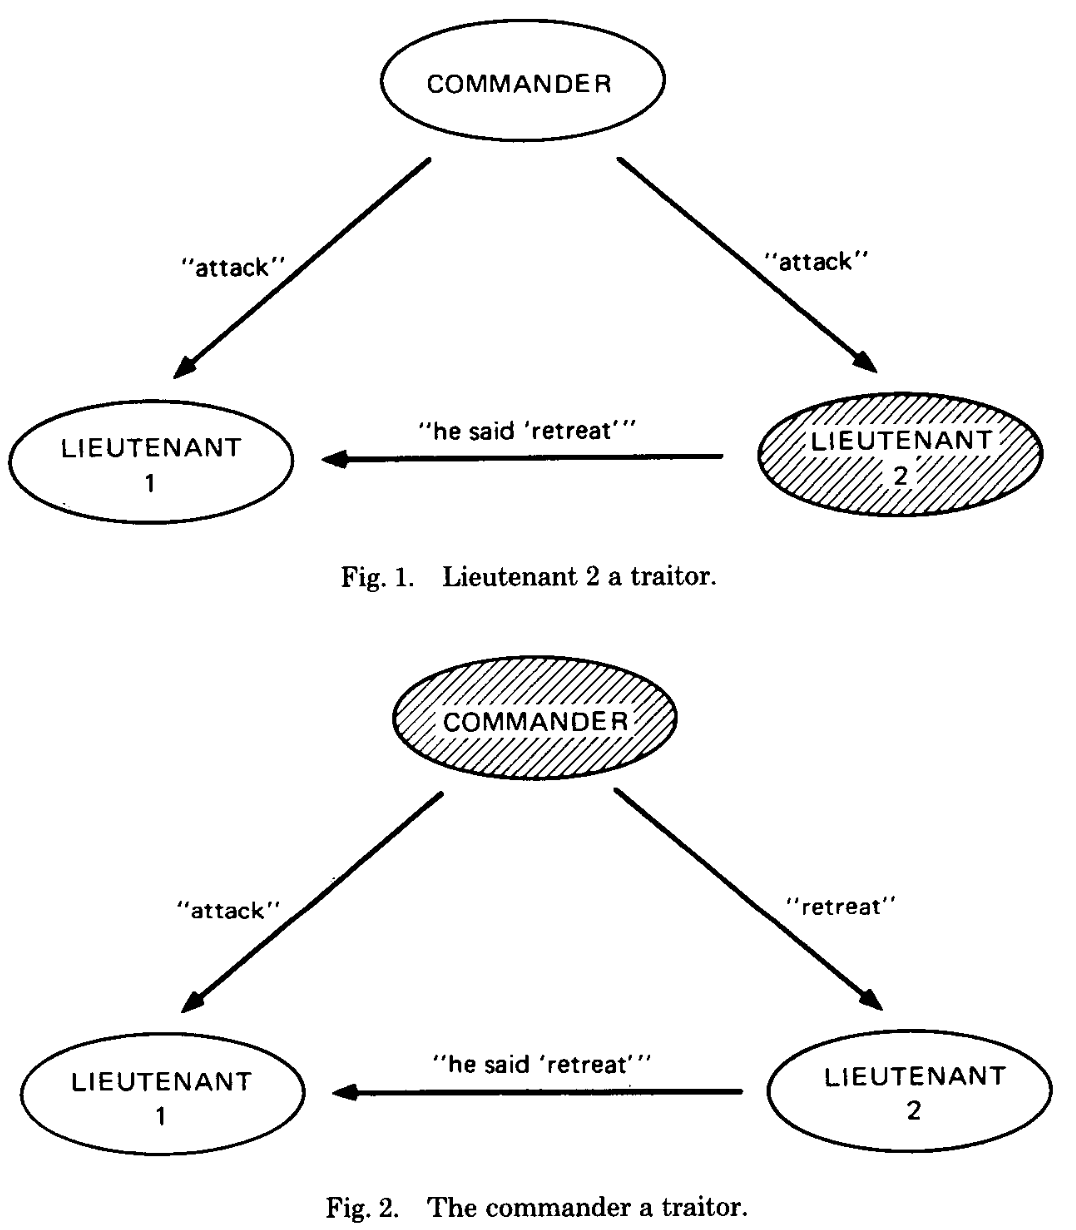 COMMANDER
"attack"
"attack"
"he said 'retreat'"
LIEUTENANT
1
LIEUTENANT
2
Fig. 1. Lieutenant 2 a traitor.
COMMANDER
"attack"
"retreat"
"he said 'retreat'"
LIEUTENANT
1
LIEUTENANT
2
Fig. 2. The commander a traitor.